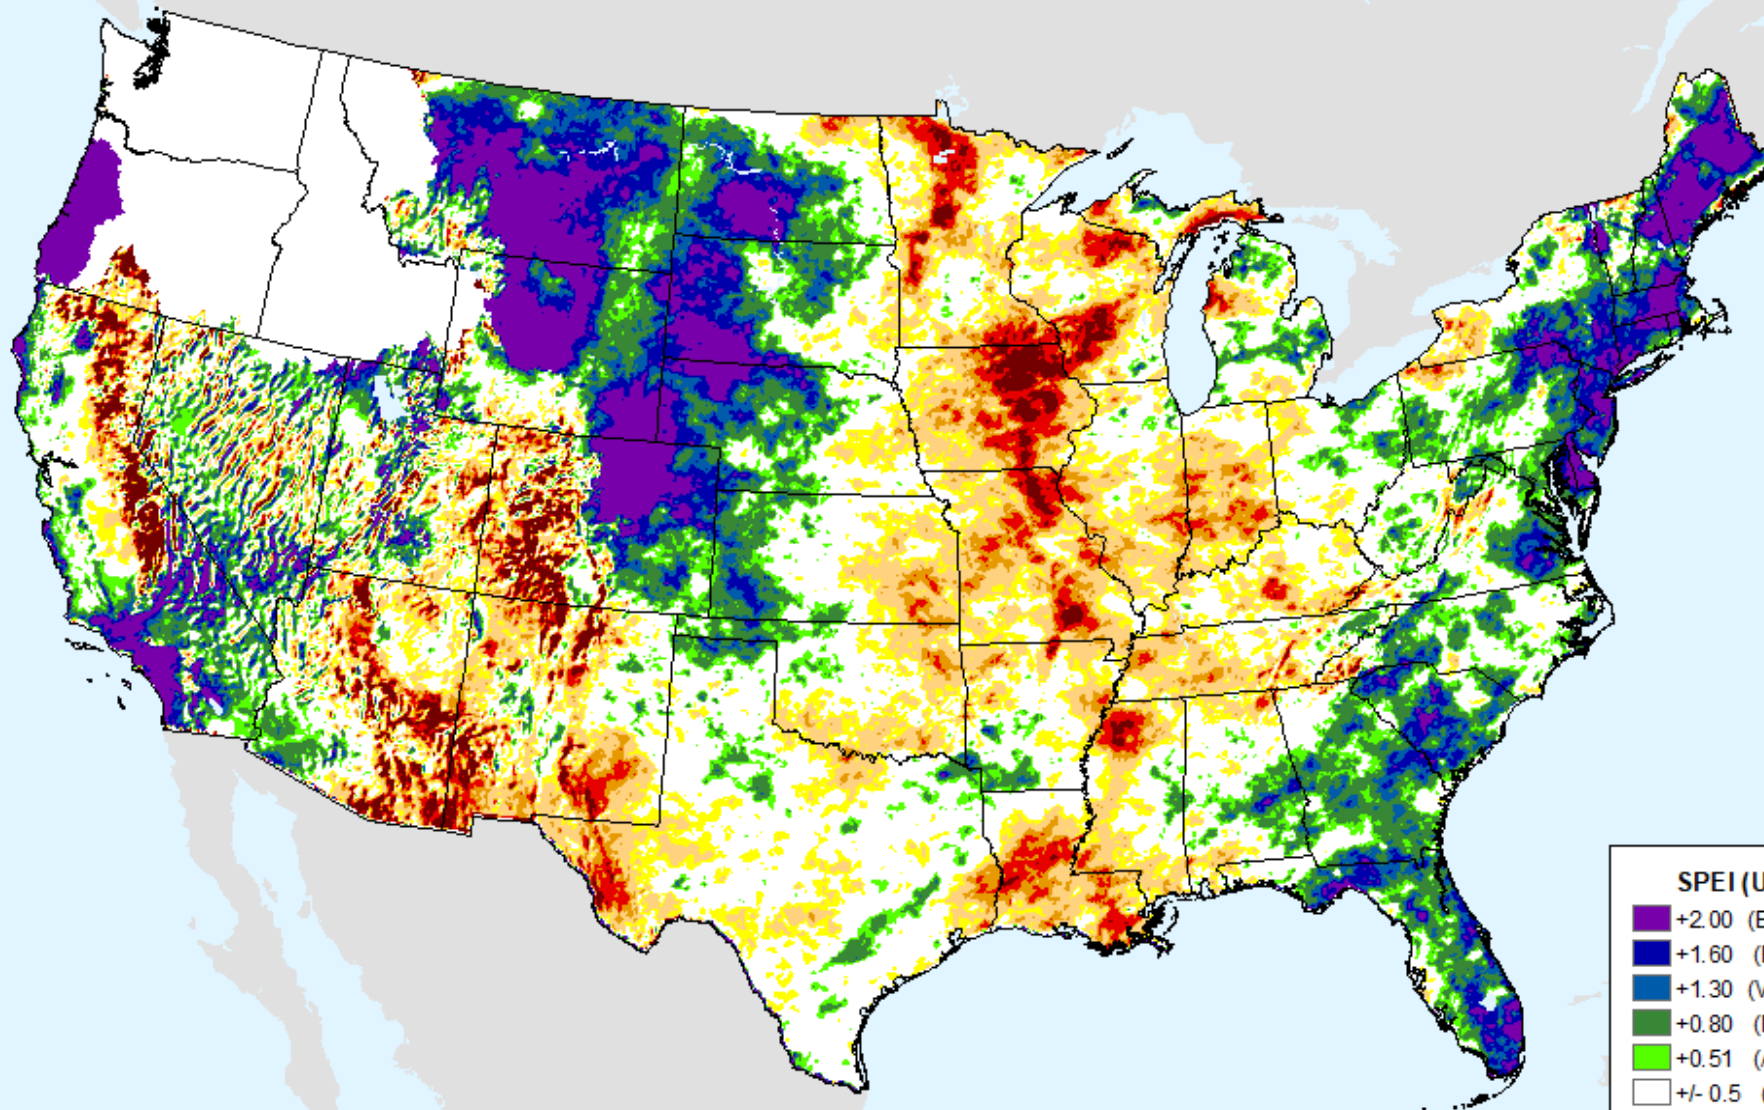 SPEI (U
+2.00 (E
+1.60 (
+1.30 (V
+0.80 (
+0.51 (
+/- 0.5 (